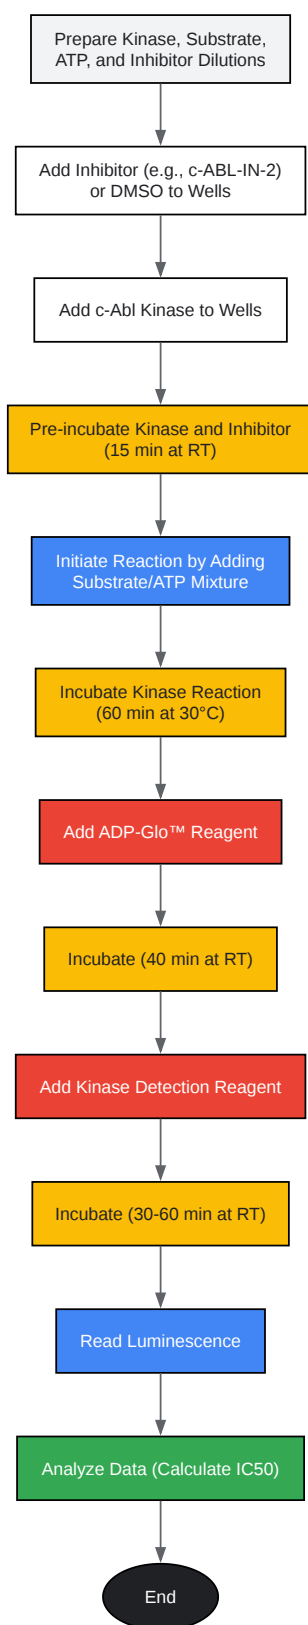 Prepare Kinase, Substrate,
ATP, and Inhibitor Dilutions
Add Inhibitor (e.g., c-ABL-IN-2)
or DMSO to Wells
Add c-Abl Kinase to Wells
Pre-incubate Kinase and Inhibitor
(15 min at RT)
Initiate Reaction by Adding
Substrate/ATP Mixture
Incubate Kinase Reaction
(60 min at 30°C)
Add ADP-Glo™ Reagent
Incubate (40 min at RT)
Add Kinase Detection Reagent
Incubate (30-60 min at RT)
Read Luminescence
Analyze Data (Calculate IC50)
End